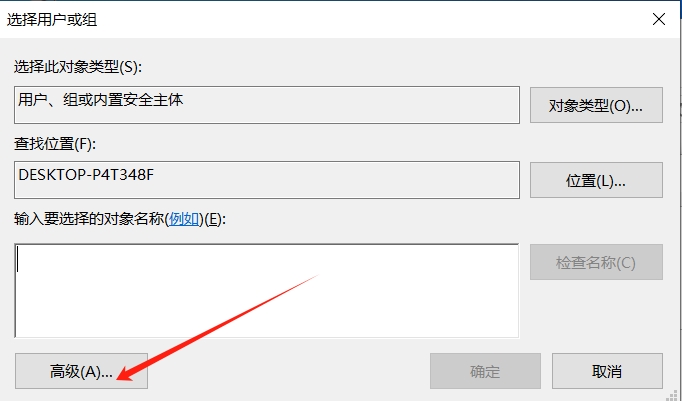 选择用户或组
选择此对象类型(S):
用户、组或内置安全主体
对象类型(O)...
查找位置(F):
DESKTOP-P4T348F
位置(L)...
输入要选择的对象名称(例如)(E):
检查名称(C)
高级(A)...
确定
取消